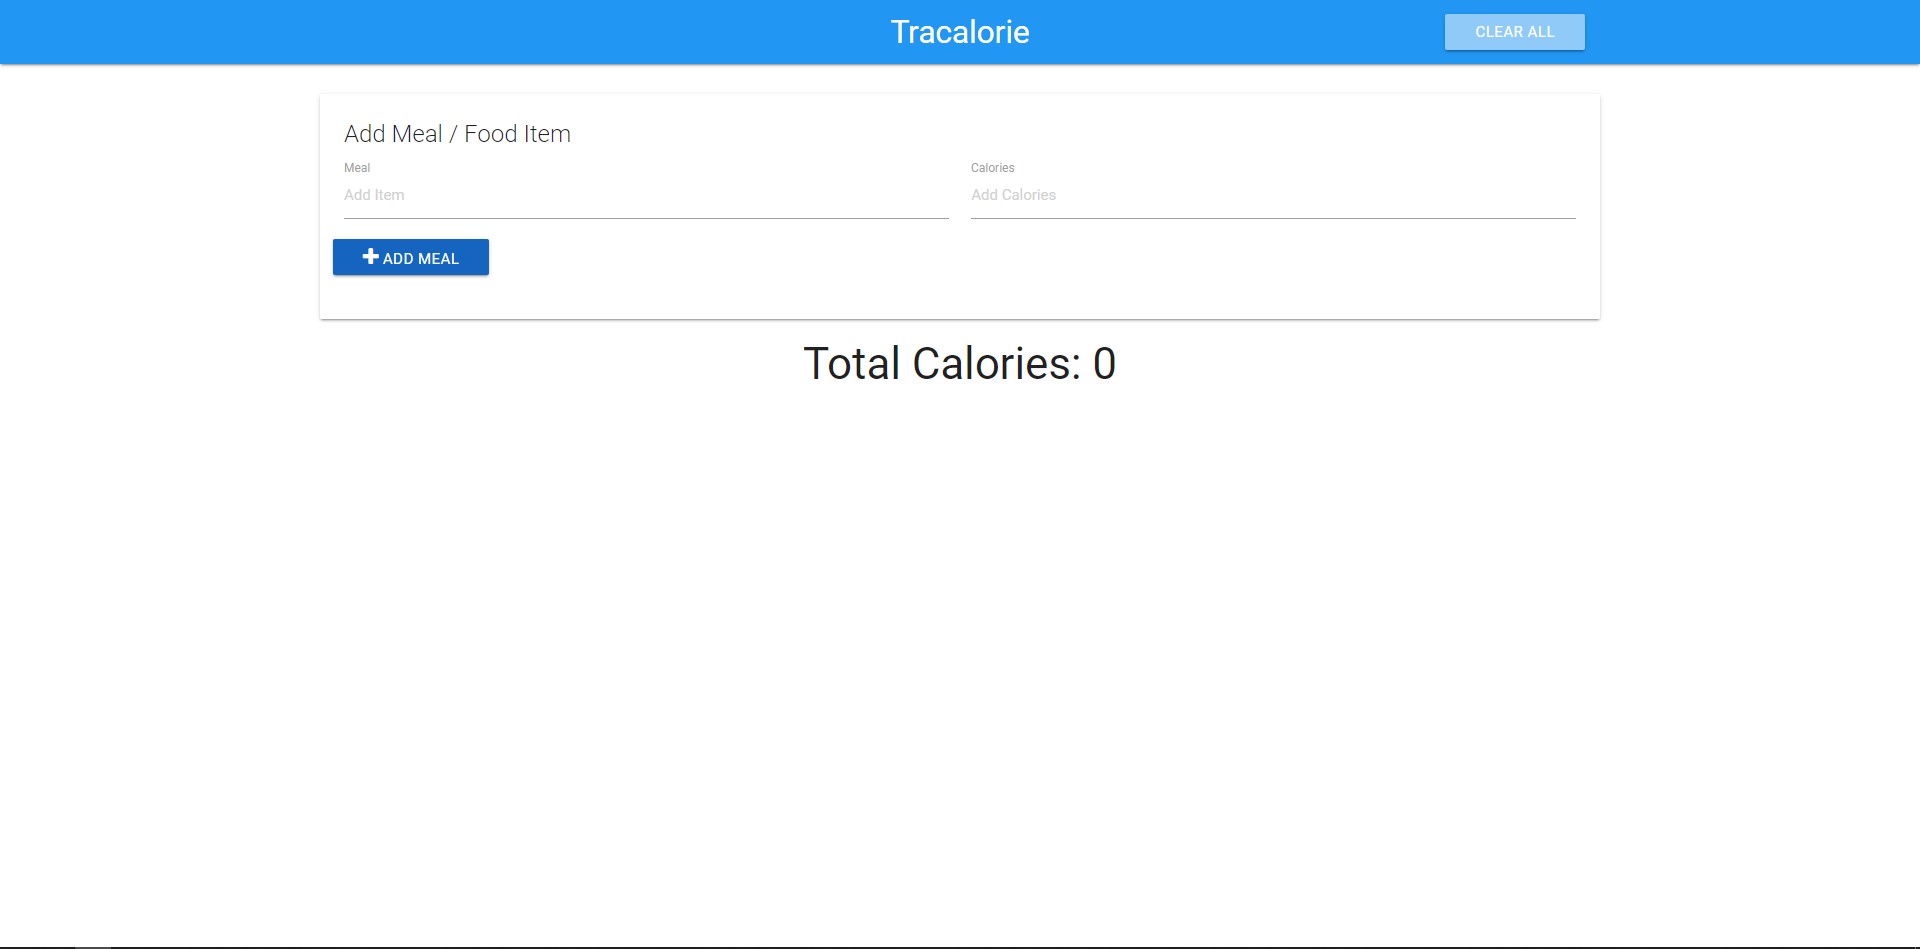 Tracalorie
CLEAR ALL
Add Meal / Food Item
Meal
Calories
Add Item
Add Calories
ADD MEAL
Total Calories: 0